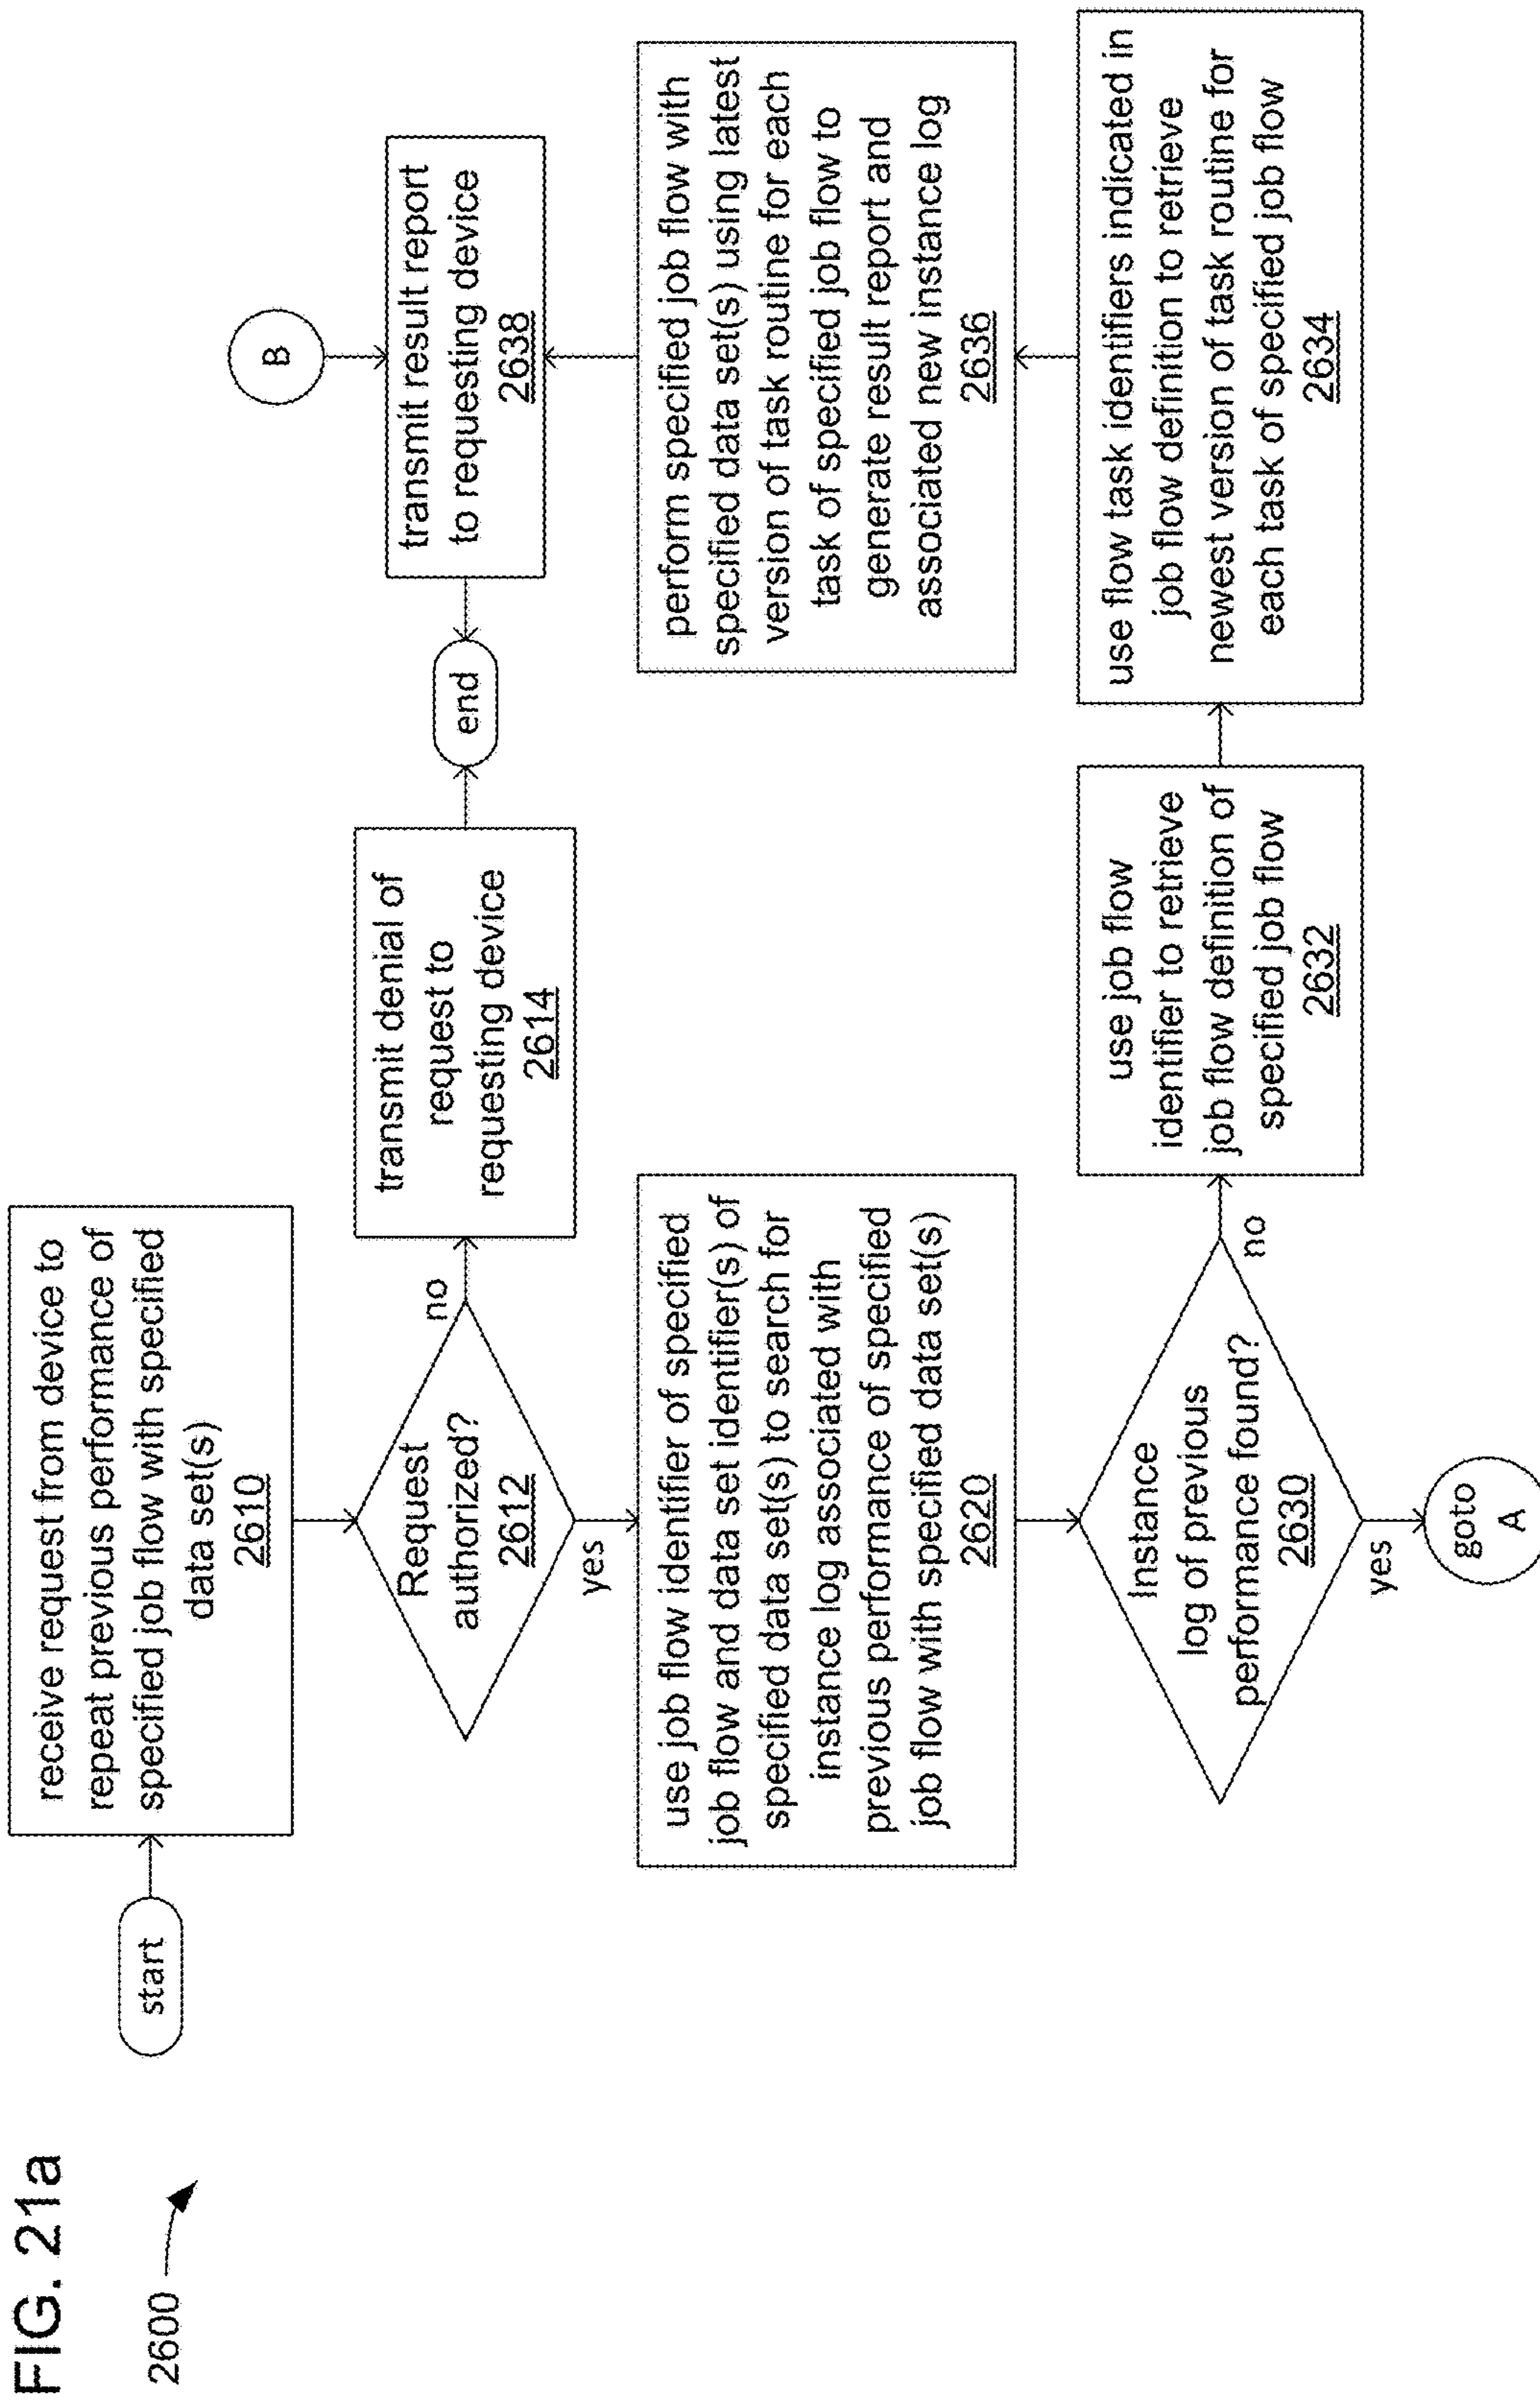 FIG. 21a
2600
start
receive request from device to
repeat previous performance of
specified job flow with specified
data set(s)
2610
Request
authorized?
2612
no
yes
transmit denial of
request to
requesting device
2614
end
use job flow identifier of specified
job flow and data set identifier(s) of
specified data set(s) to search for
instance log associated with
previous performance of specified
job flow with specified data set(s)
2620
Instance
log of previous
performance found?
2630
no
yes
goto
A
use job flow
identifier to retrieve
job flow definition of
specified job flow
2632
use flow task identifiers indicated in
job flow definition to retrieve
newest version of task routine for
each task of specified job flow
2634
perform specified job flow with
specified data set(s) using latest
version of task routine for each
task of specified job flow to
generate result report and
associated new instance log
2636
B
transmit result report
to requesting device
2638